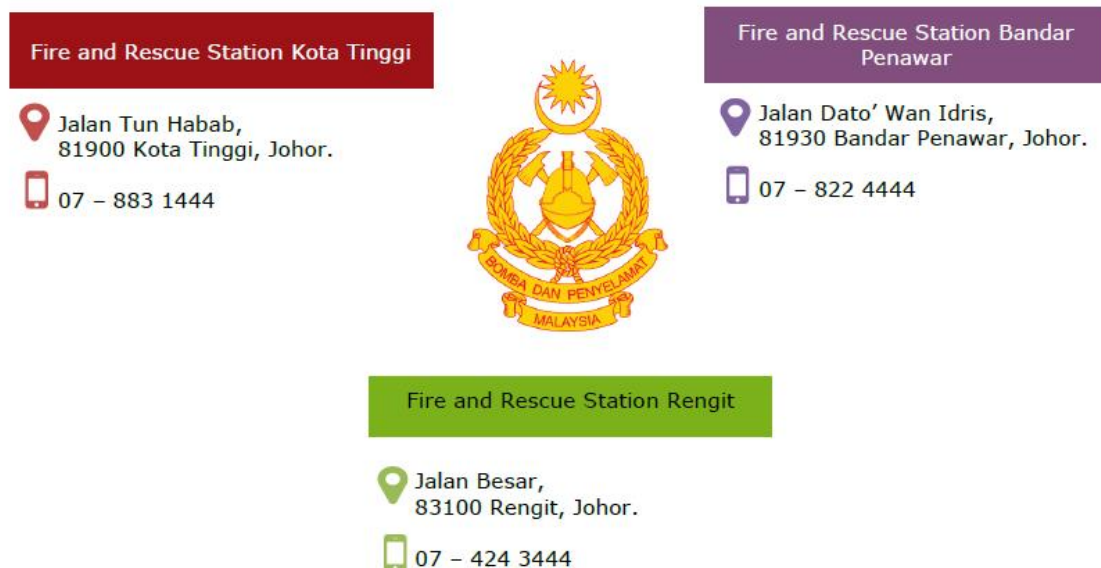 Fire and Rescue Station Kota Tinggi
Jalan Tun Habab,
81900 Kota Tinggi, Johor.
07 – 883 1444
Fire and Rescue Station Bandar
Penawar
Jalan Dato’ Wan Idris,
81930 Bandar Penawar, Johor.
07 – 822 4444
BOMBA DAN PENYELAMAT
MALAYSIA
Fire and Rescue Station Rengit
Jalan Besar,
83100 Rengit, Johor.
07 – 424 3444